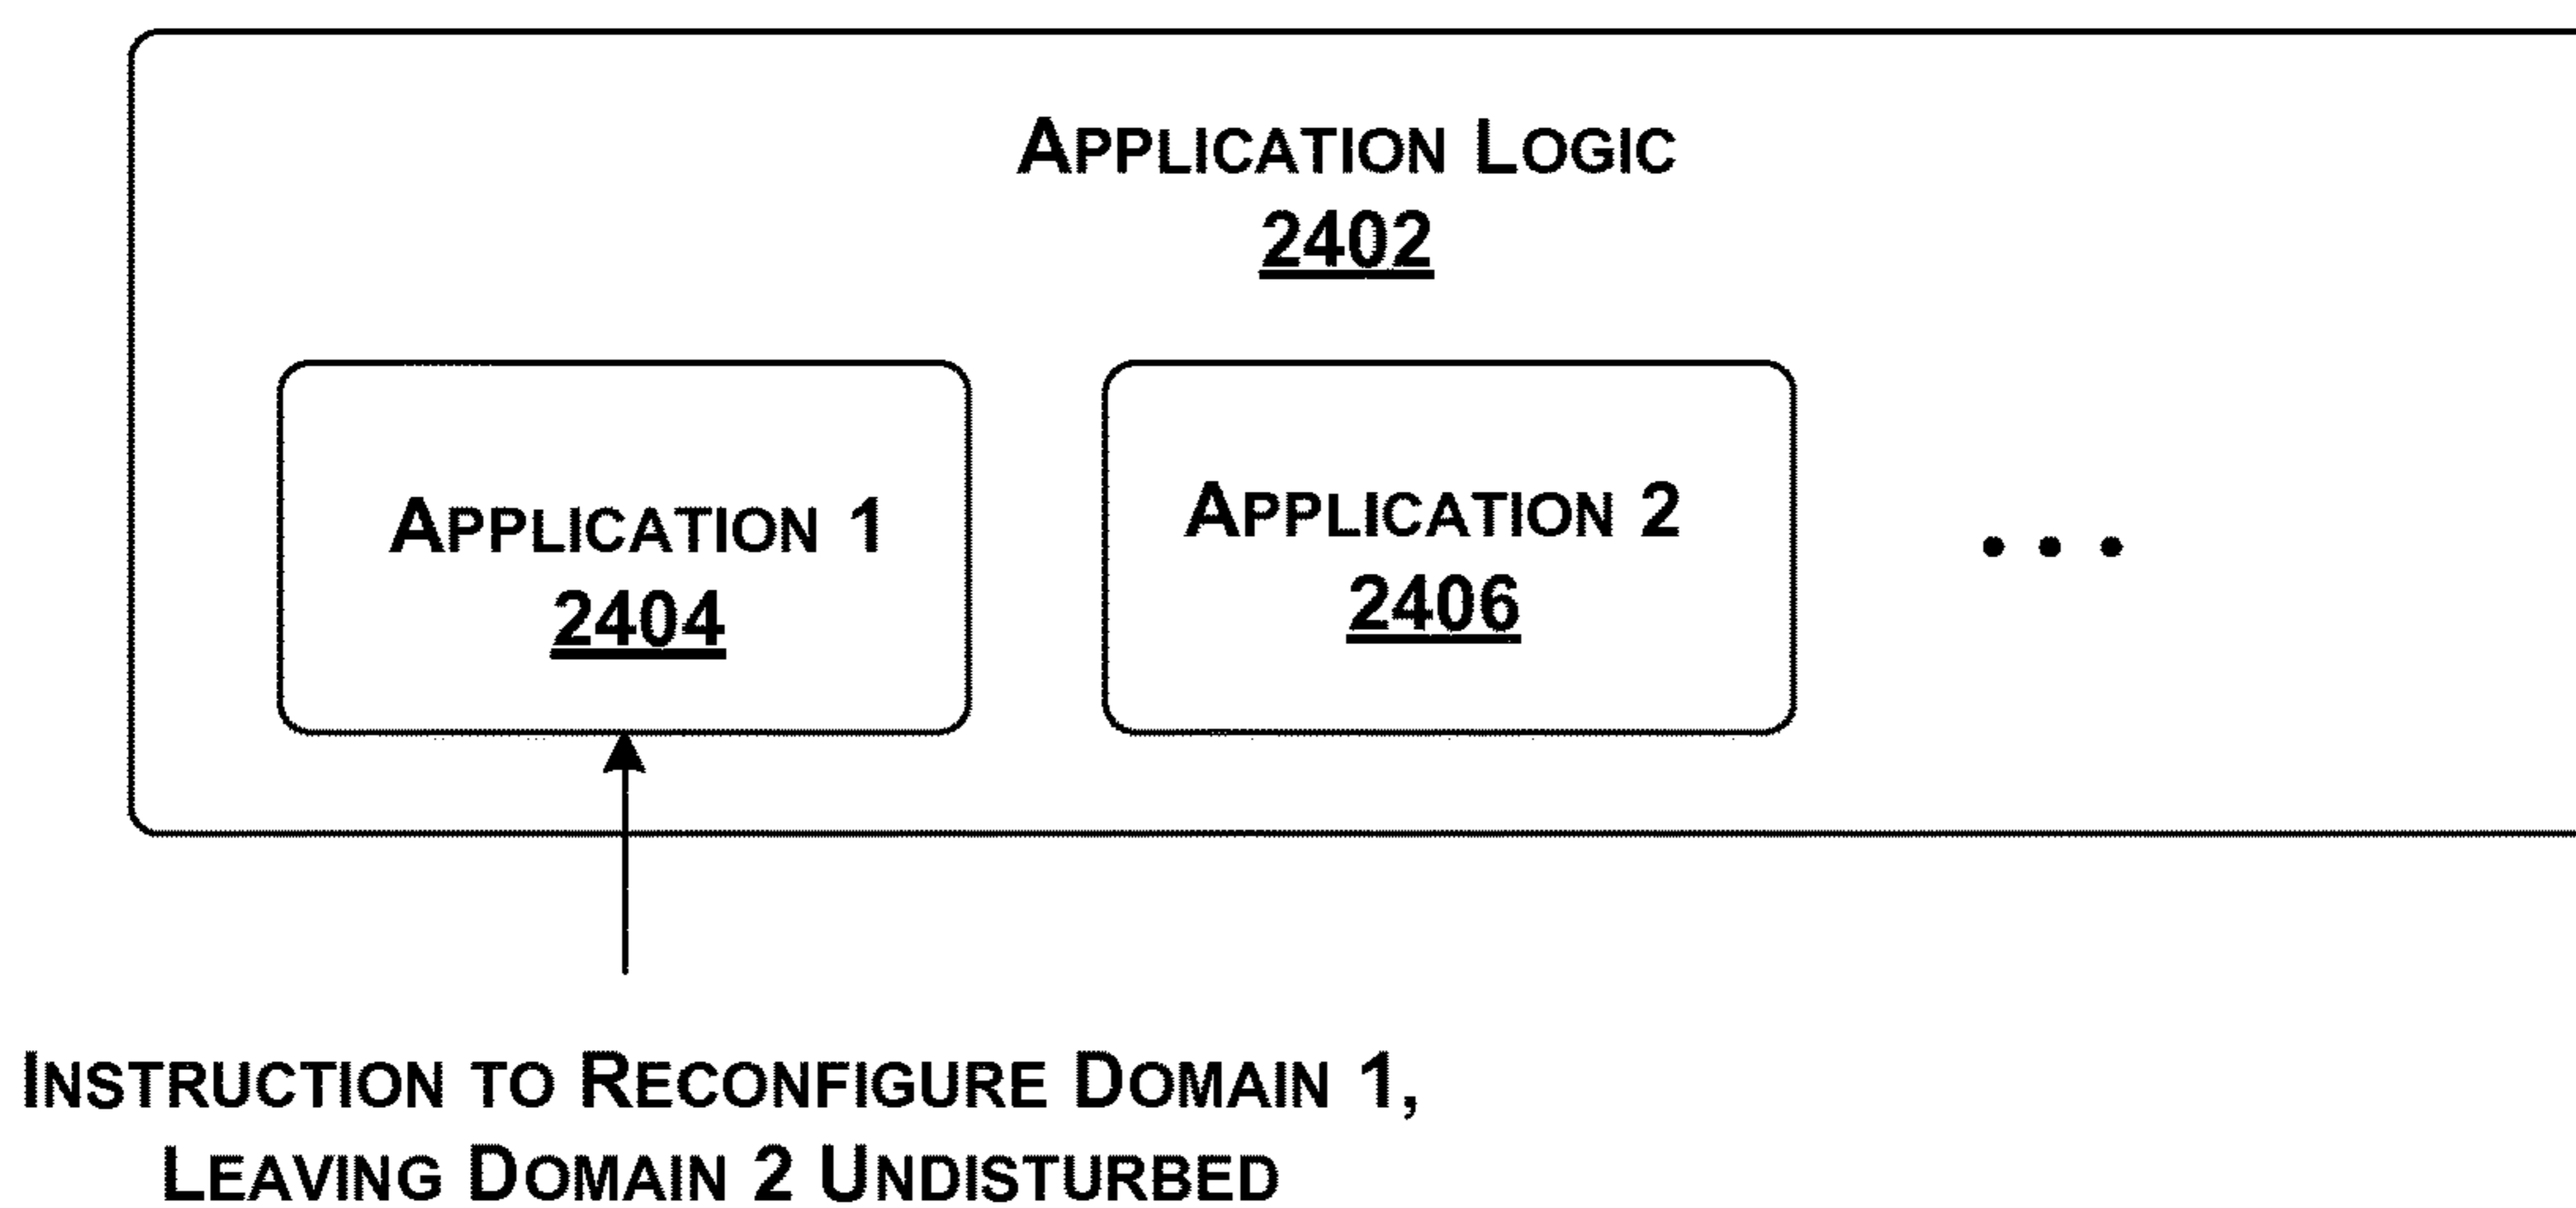 APPLICATION LOGIC
2402
APPLICATION 1
2404
APPLICATION 2
2406
...
INSTRUCTION TO RECONFIGURE DOMAIN 1,
LEAVING DOMAIN 2 UNDISTURBED